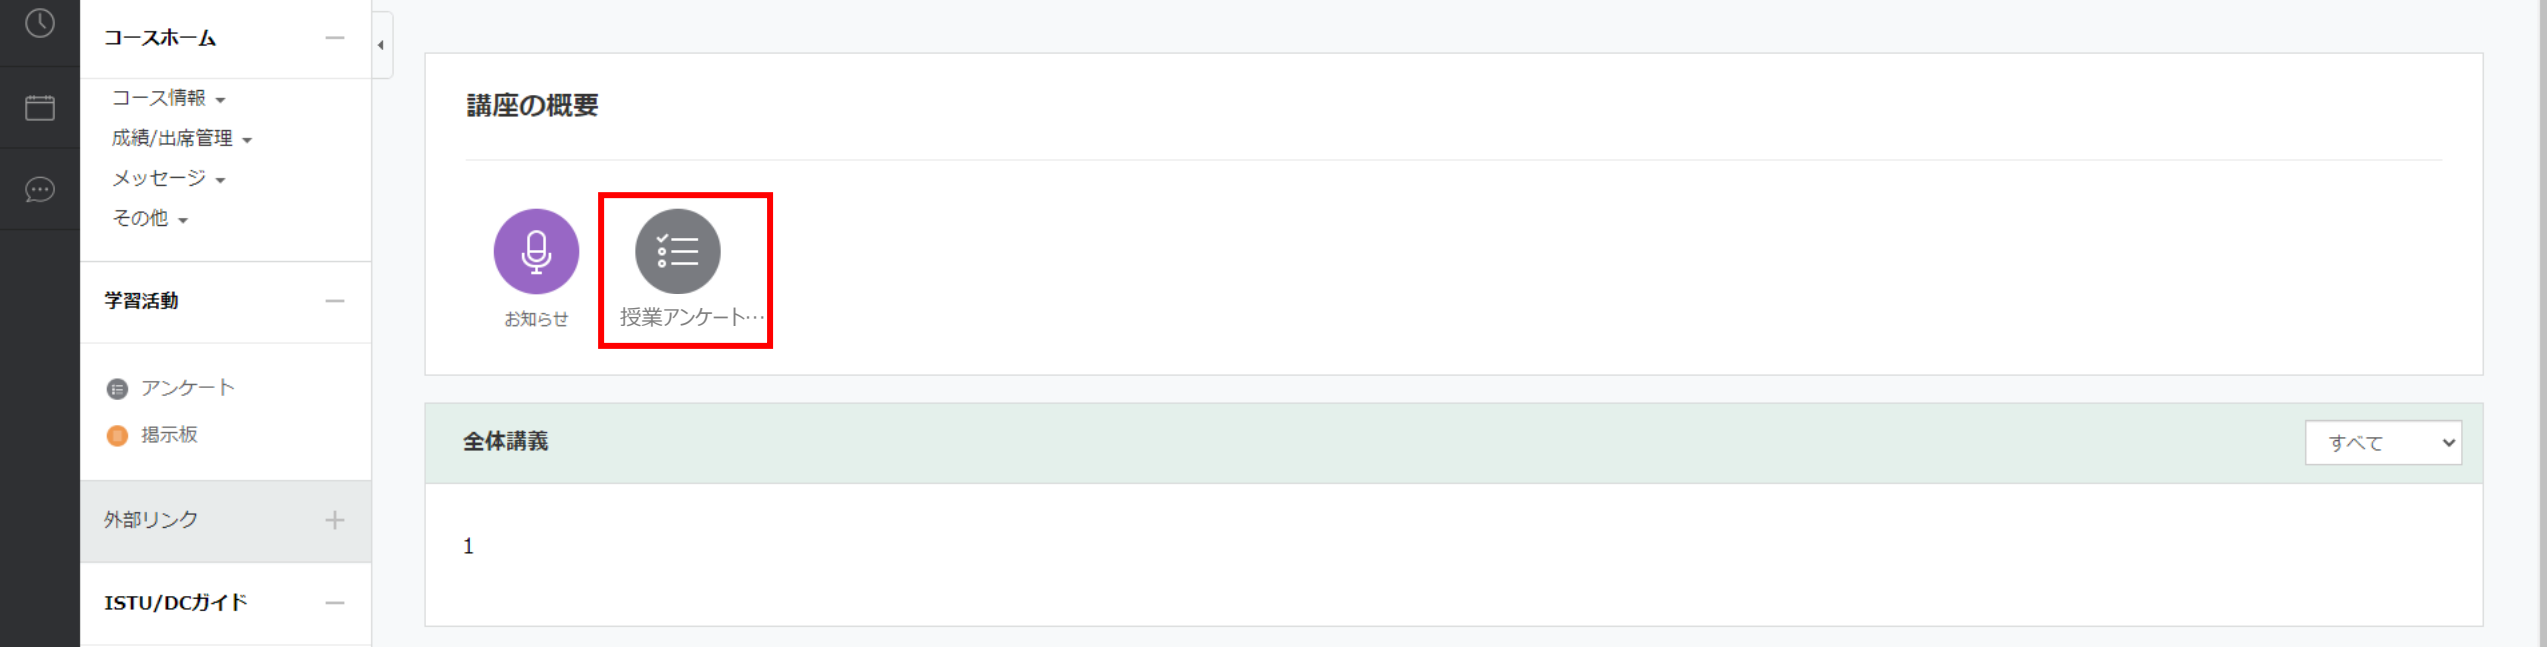 コースホーム
コース情報
成績/出席管理
メッセージ
その他
学習活動
アンケート
掲示板
外部リンク
ISTU/DCガイド
講座の概要
お知らせ
授業アンケート…
全体講義
すべて
1